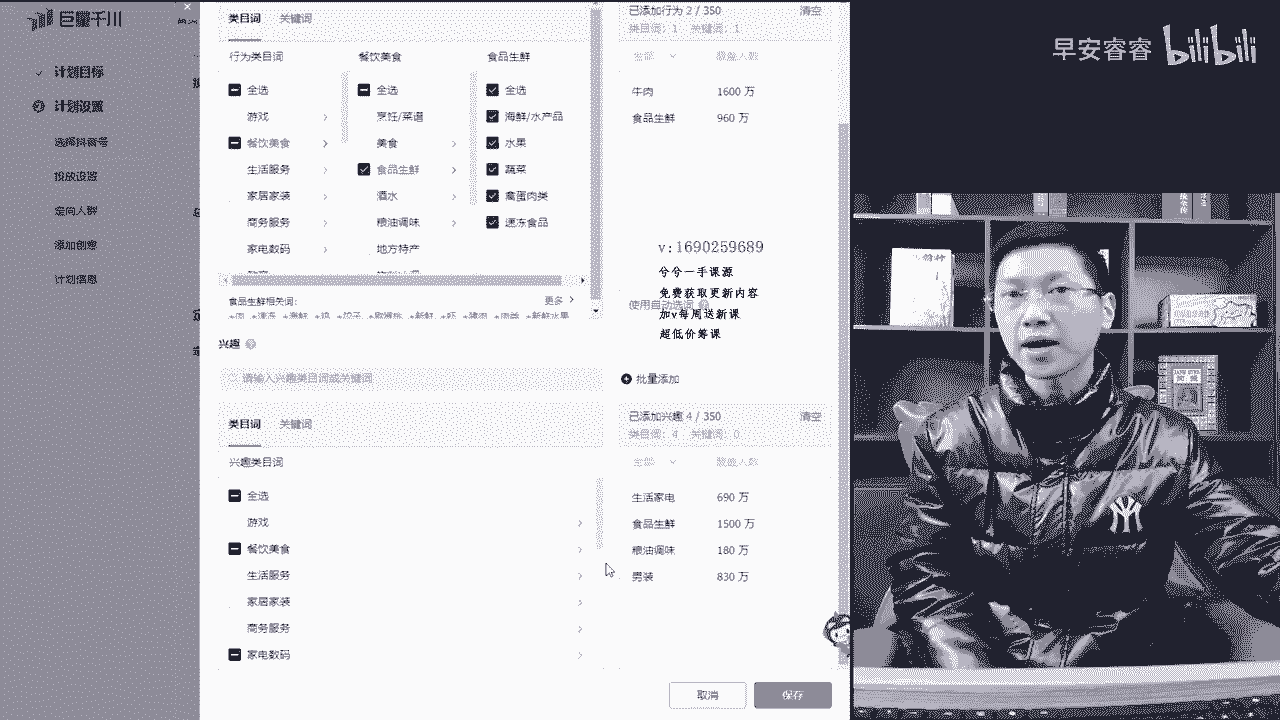 巨量千川
计划目标
计划设置
选择抖音号
投放设置
定向人群
添加创意
计划信息
类目词 关键词
行为类目词 餐饮美食 食品生鲜
全选 全选 全选
游戏 烹饪/菜谱 海鲜/水产品
餐饮美食 美食 水果
生活服务 食品生鲜 蔬菜
家居家装 酒水 禽蛋肉类
商务服务 粮油调味 速冻食品
家电数码 地方特产
食品生鲜相关词: 更多
兴趣
请输入兴趣类目词或关键词
类目词 关键词
兴趣类目词
全选
游戏
餐饮美食
生活服务
家居家装
商务服务
家电数码
已添加行为 2 / 350 清空
类目词: 1 关键词: 1
全部 覆盖人数
牛肉 1600 万
食品生鲜 960 万
v:1690259689
兮兮一手课源
免费获取更新内容
使用自动选词
加v每周送新课
超低价筹课
批量添加
已添加兴趣 4 / 350 清空
类目词: 4 关键词: 0
全部 覆盖人数
生活家电 690 万
食品生鲜 1500 万
粮油调味 180 万
男装 830 万
取消 保存
早安睿睿 bilibili